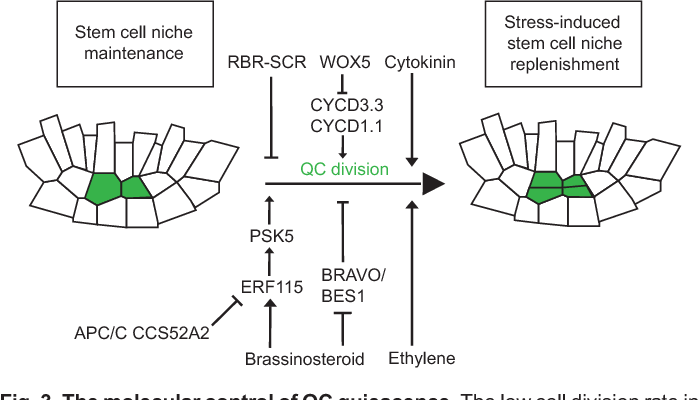 Stem cell niche
maintenance
Stress-induced
stem cell niche
replenishment
RBR-SCR WOX5 Cytokinin
CYCD3.3
CYCD1.1
QC division
PSK5
ERF115
BRAVO/
BES1
APC/C CCS52A2
Brassinosteroid Ethylene
Fig. 3. The molecular control of QC quiescence. The low cell division rate in